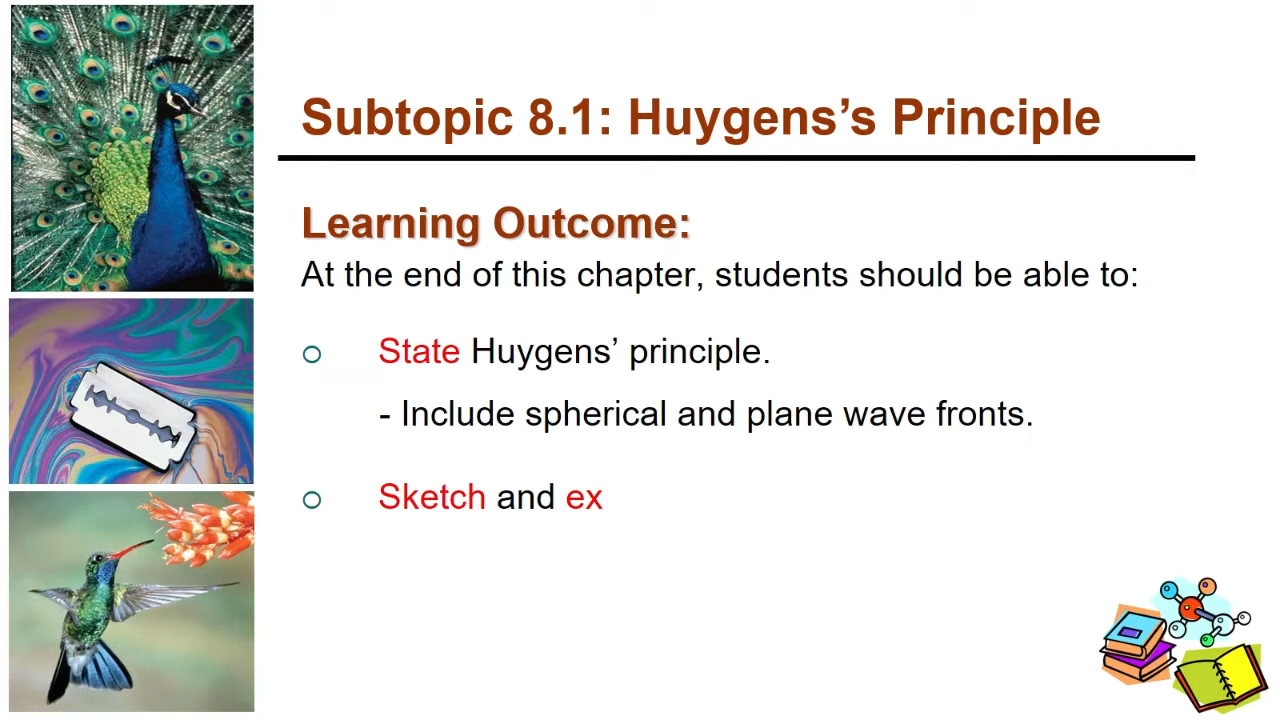 Subtopic 8.1: Huygens’s Principle
Learning Outcome:
At the end of this chapter, students should be able to:
State Huygens’ principle.
- Include spherical and plane wave fronts.
Sketch and ex